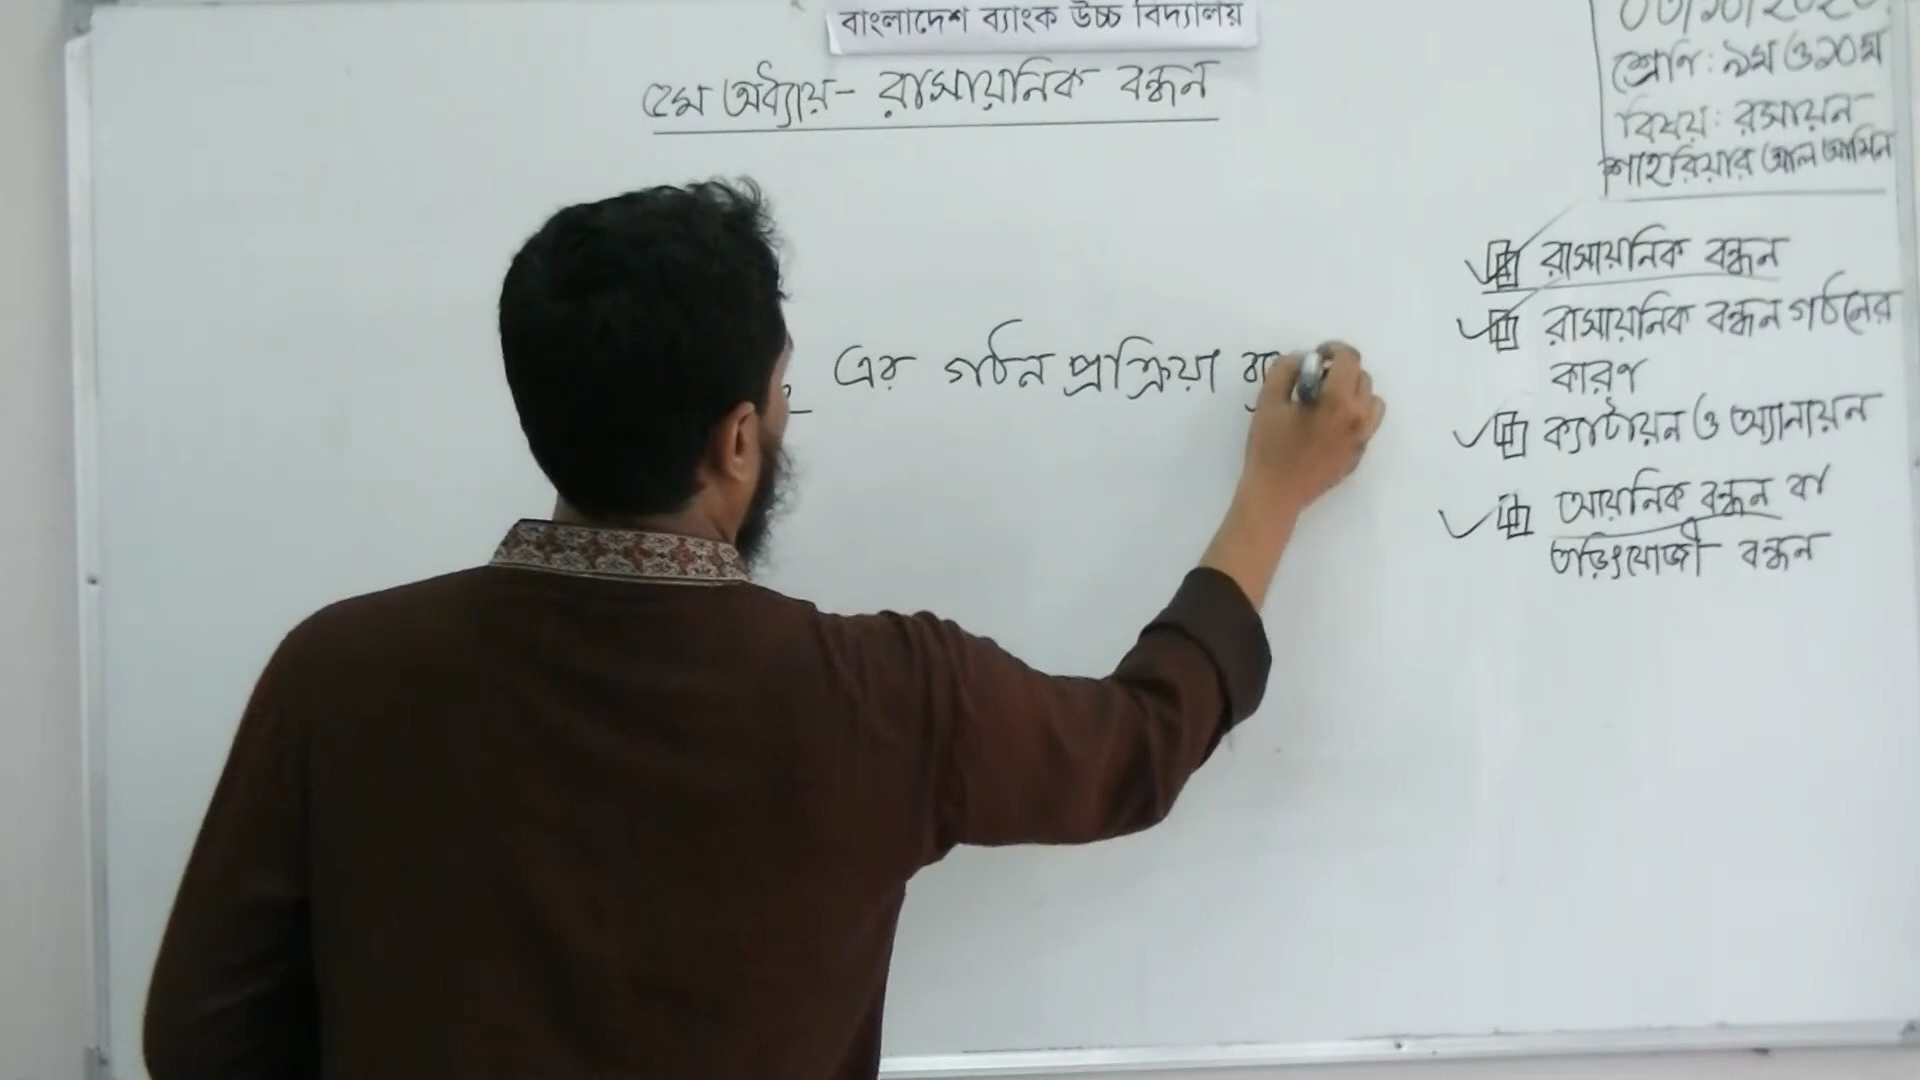 বাংলাদেশ ব্যাংক উচ্চ বিদ্যালয়
৫ম অধ্যায় - রাসায়নিক বন্ধন
শ্রেণি: ৯ম ও ১০ম
বিষয়: রসায়ন
শাহরিয়ার আল আমিন
রাসায়নিক বন্ধন
রাসায়নিক বন্ধন গঠনের
কারণ
ক্যাটায়ন ও অ্যানায়ন
আয়নিক বন্ধন বা
তড়িৎযোজী বন্ধন
এর গঠন প্রক্রিয়া